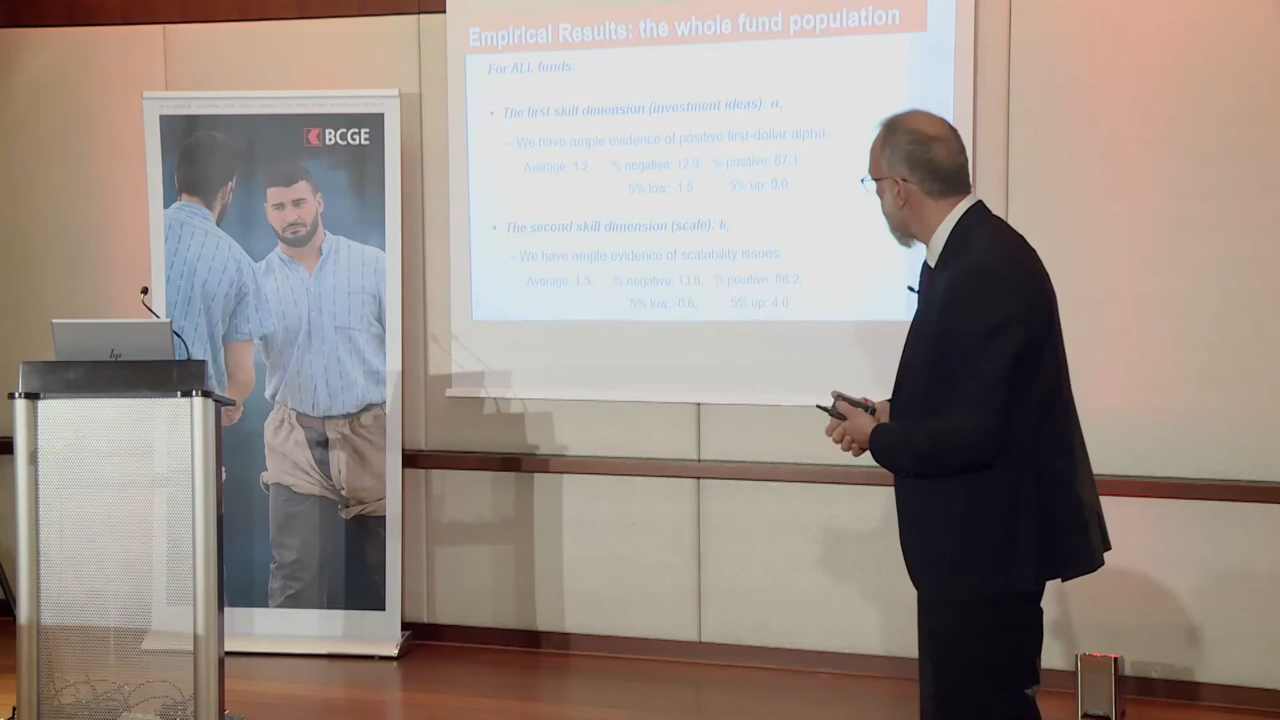 Empirical Results: the whole fund population
For ALL funds:
• The first skill dimension (investment ideas): aᵢ
– We have ample evidence of positive first-dollar alpha
Average: 3.2, % negative: 12.9, % positive: 87.1
5% low: -1.5 5% up: 9.0
• The second skill dimension (scale): bᵢ
– We have ample evidence of scalability issues
Average: 1.5, % negative: 13.8, % positive: 86.2,
5% low: -0.6, 5% up: 4.0
BCGE
hp